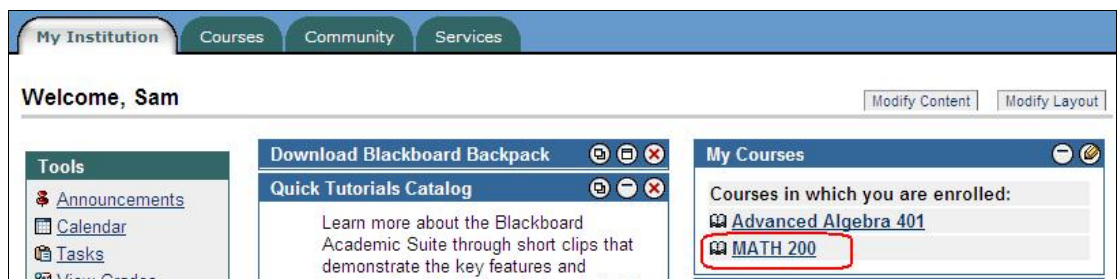 My Institution Courses Community Services
Welcome, Sam
Modify Content Modify Layout
Tools
Announcements
Calendar
Tasks
View Grades
Download Blackboard Backpack
Quick Tutorials Catalog
Learn more about the Blackboard
Academic Suite through short clips that
demonstrate the key features and
My Courses
Courses in which you are enrolled:
Advanced Algebra 401
MATH 200